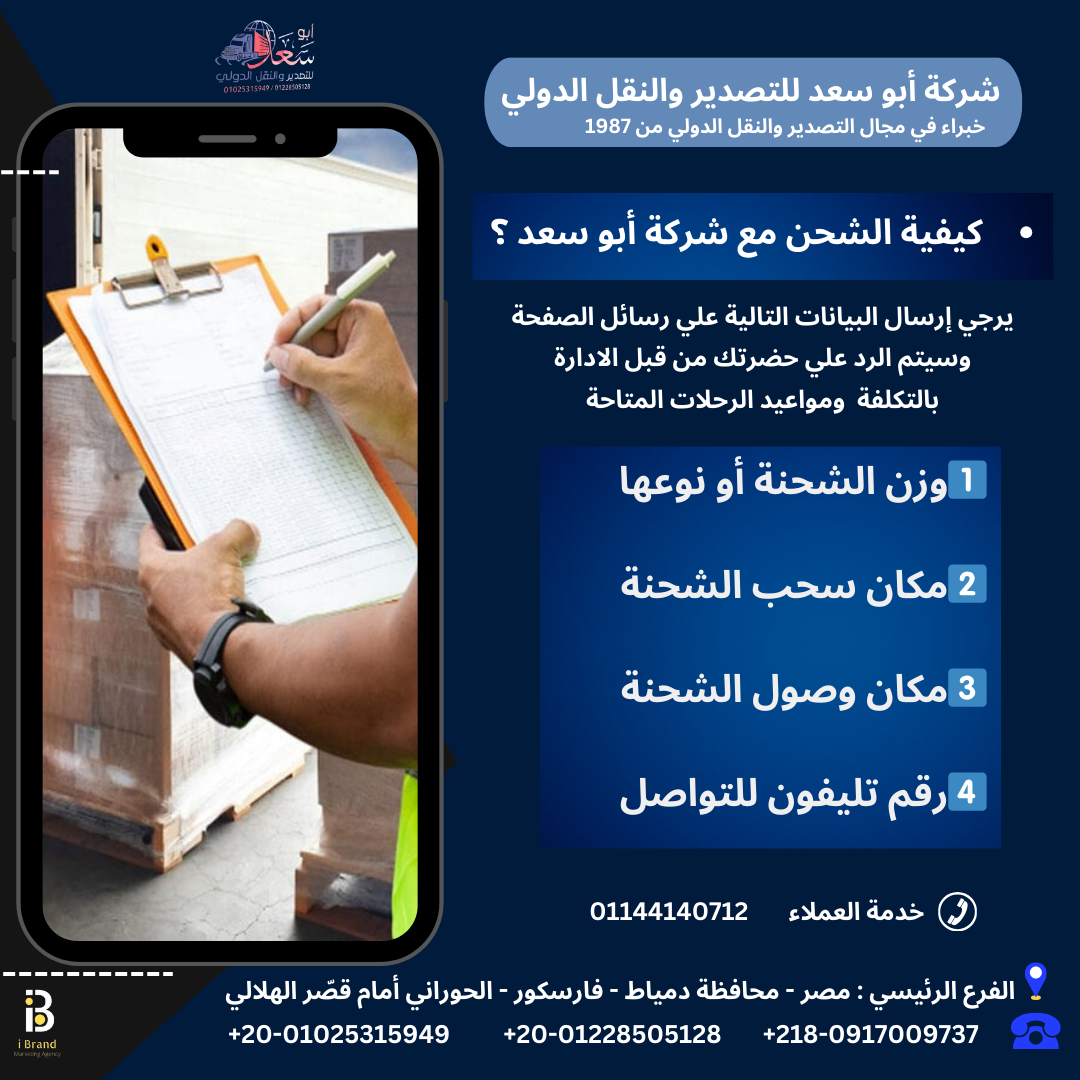 ابو
سعد
للتصدير والنقل الدولي
01025315949 / 01228505128
شركة أبو سعد للتصدير والنقل الدولي
خبراء في مجال التصدير والنقل الدولي من 1987
• كيفية الشحن مع شركة أبو سعد ؟
يرجي إرسال البيانات التالية علي رسائل الصفحة
وسيتم الرد علي حضرتك من قبل الادارة
بالتكلفة ومواعيد الرحلات المتاحة
1 وزن الشحنة أو نوعها
2 مكان سحب الشحنة
3 مكان وصول الشحنة
4 رقم تليفون للتواصل
خدمة العملاء 01144140712
الفرع الرئيسي : مصر - محافظة دمياط - فارسكور - الحوراني أمام قصّر الهلالي
+218-0917009737 +20-01228505128 +20-01025315949
iB
i Brand
Marketing Agency